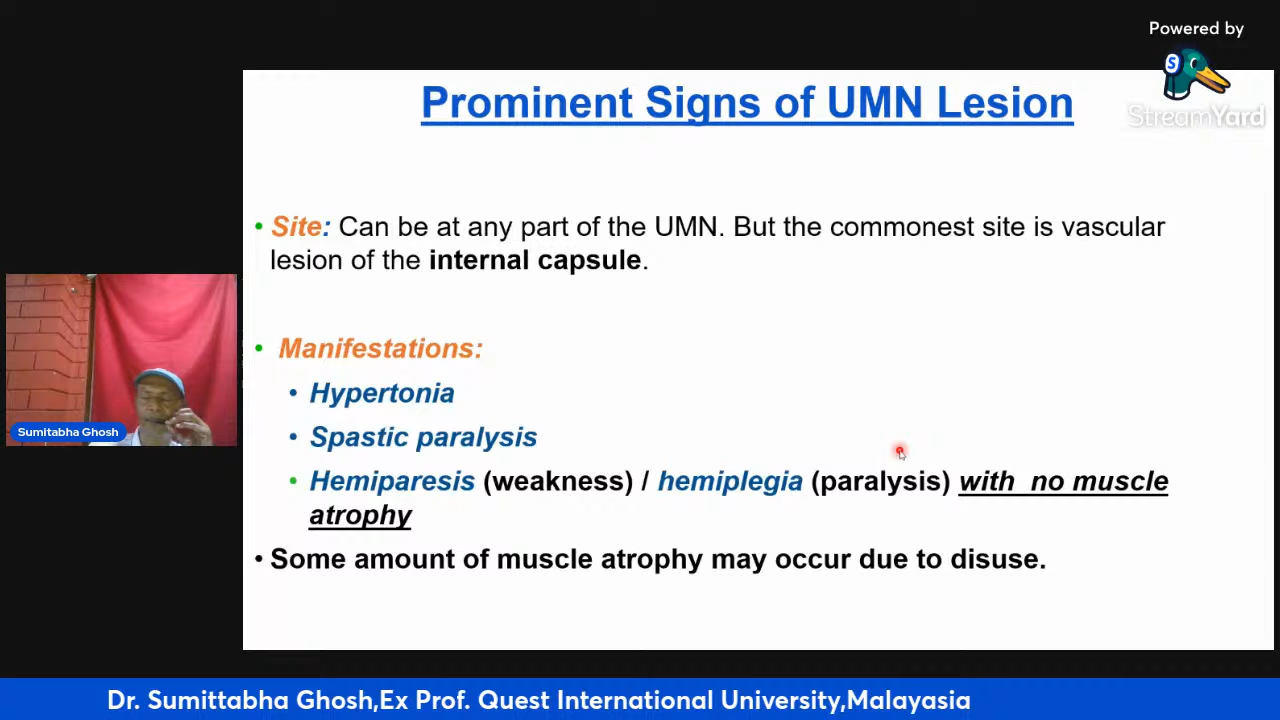 Powered by
StreamYard
Prominent Signs of UMN Lesion
• Site: Can be at any part of the UMN. But the commonest site is vascular
lesion of the internal capsule.
• Manifestations:
• Hypertonia
• Spastic paralysis
• Hemiparesis (weakness) / hemiplegia (paralysis) with no muscle
atrophy
• Some amount of muscle atrophy may occur due to disuse.
Sumitabha Ghosh
Dr. Sumittabha Ghosh,Ex Prof. Quest International University,Malayasia